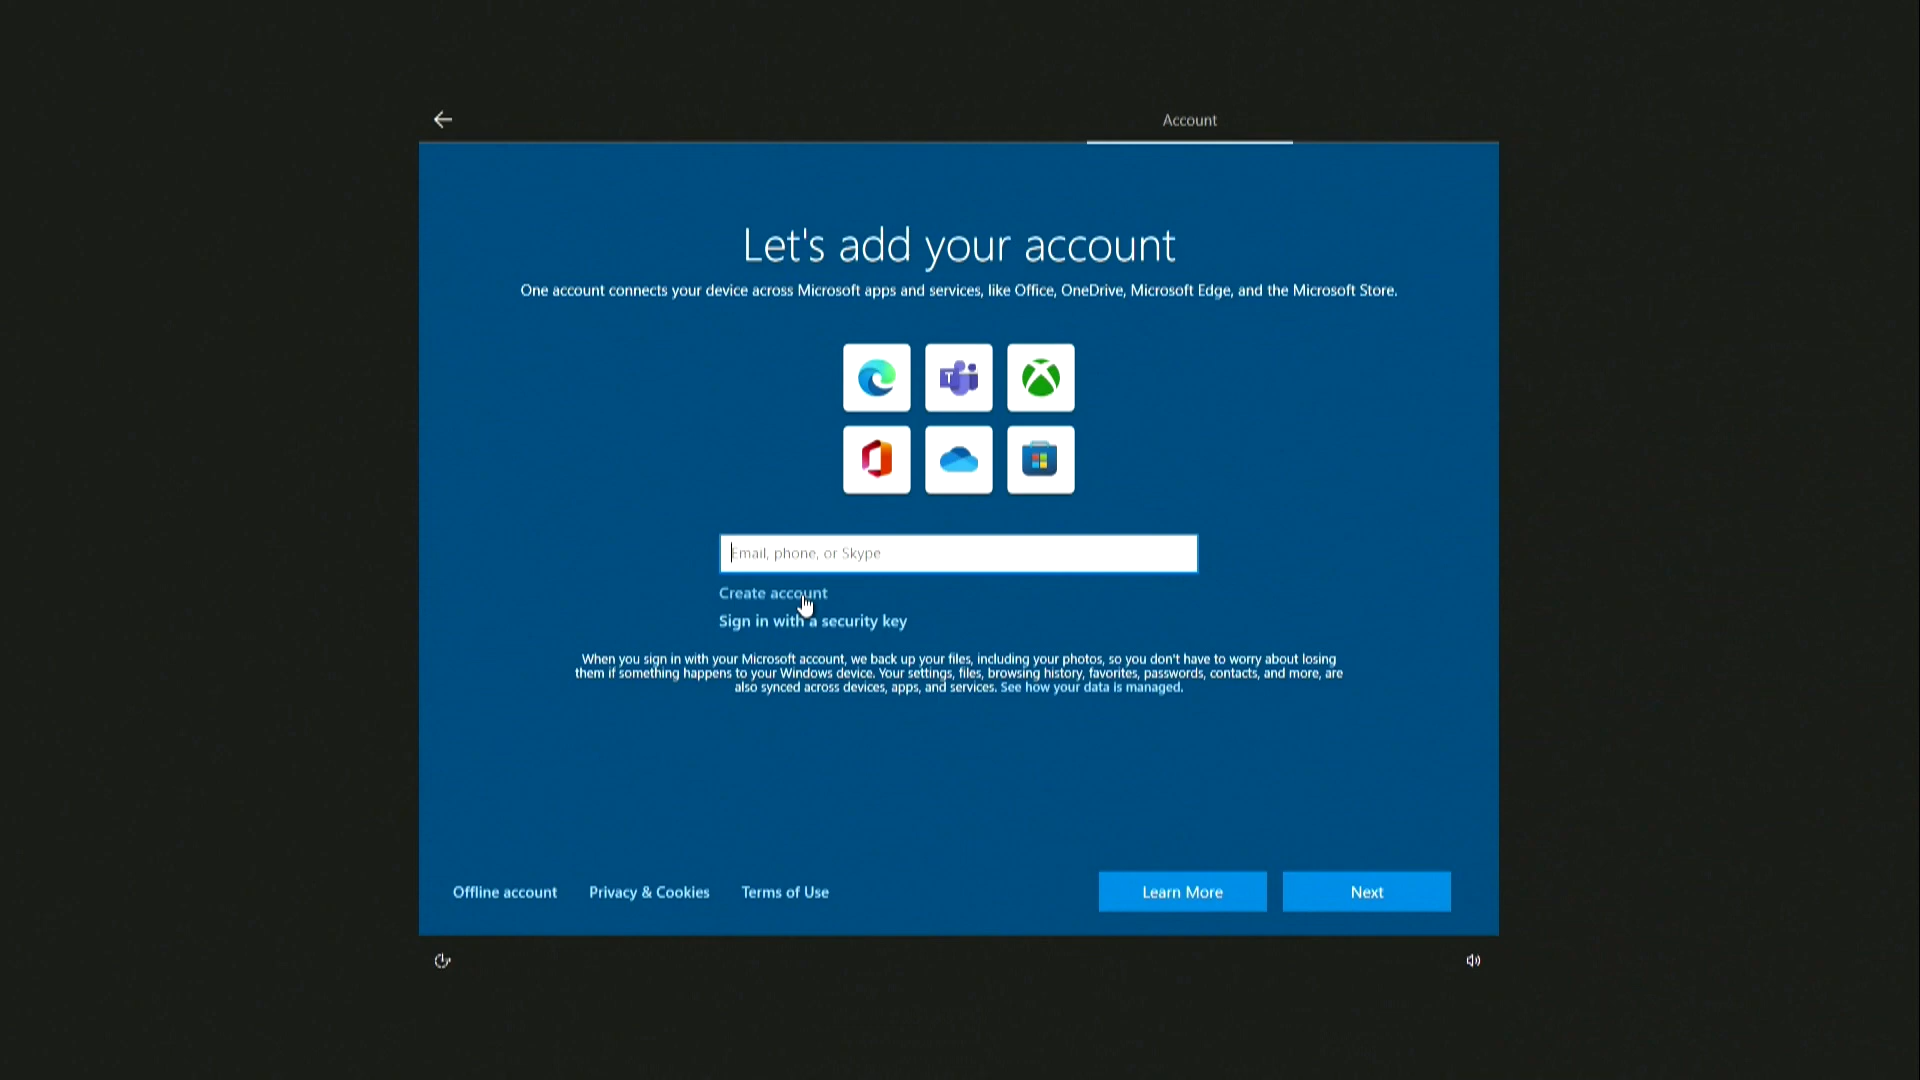 Account
Let's add your account
One account connects your device across Microsoft apps and services, like Office, OneDrive, Microsoft Edge, and the Microsoft Store.
T
Email, phone, or Skype
Create account
Sign in with a security key
When you sign in with your Microsoft account, we back up your files, including your photos, so you don't have to worry about losing
them if something happens to your Windows device. Your settings, files, browsing history, favorites, passwords, contacts, and more, are
also synced across devices, apps, and services. See how your data is managed.
Offline account Privacy & Cookies Terms of Use Learn More Next